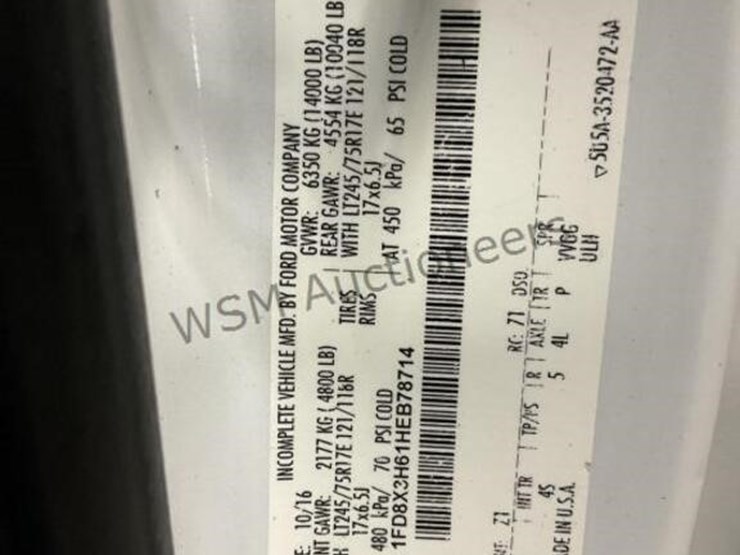 INCOMPLETE VEHICLE MFD. BY FORD MOTOR COMPANY
E: 10/16 GVWR: 6350 KG (14000 LB)
NT GAWR: 2177 KG (4800 LB) REAR GAWR: 4554 KG (10040 LB
H LT245/75R17E 121/118R TIRES WITH LT245/75R17E 121/118R
17x6.5J RIMS 17x6.5J
480 kPa/ 70 PSI COLD AT 450 kPa/ 65 PSI COLD
1FD8X3H61HEB78714
WSM Auctioneers
NT: Z1 RC: 71 DSO:
INT TR TP/PS R AXLE TR SPR
4S 5 4L P VVGG
DE IN U.S.A. ULH
▽5U5A-3520472-AA